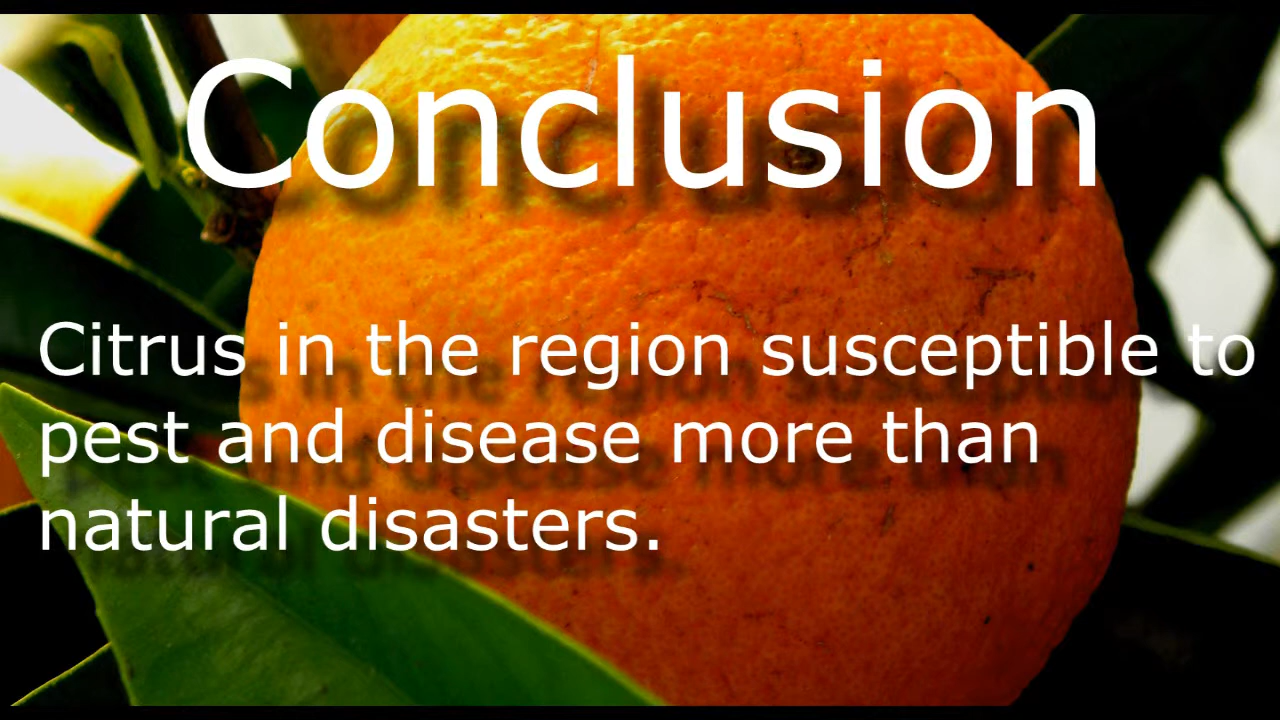 Conclusion
Citrus in the region susceptible to
pest and disease more than
natural disasters.